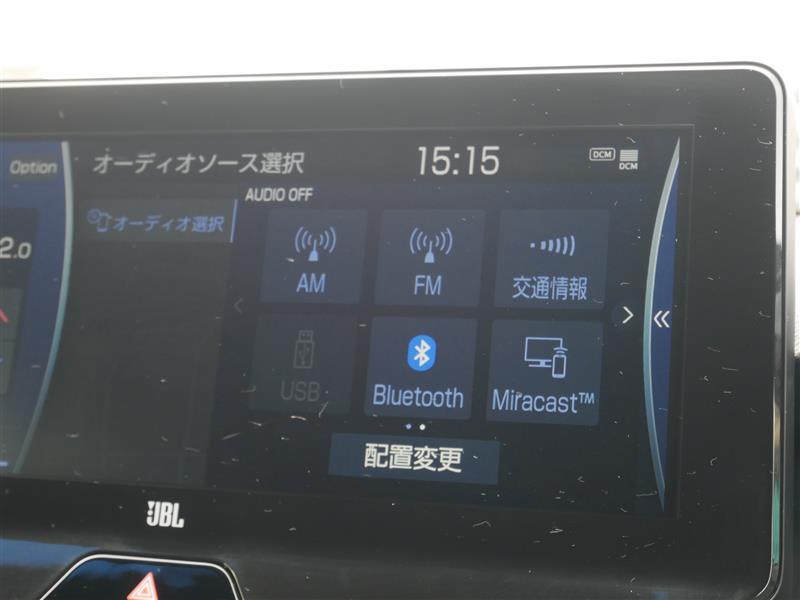 Option
オーディオソース選択
15:15
DCM
DCM
AUDIO OFF
オーディオ選択
2.0
AM
FM
交通情報
USB
Bluetooth
Miracast™
配置変更
JBL